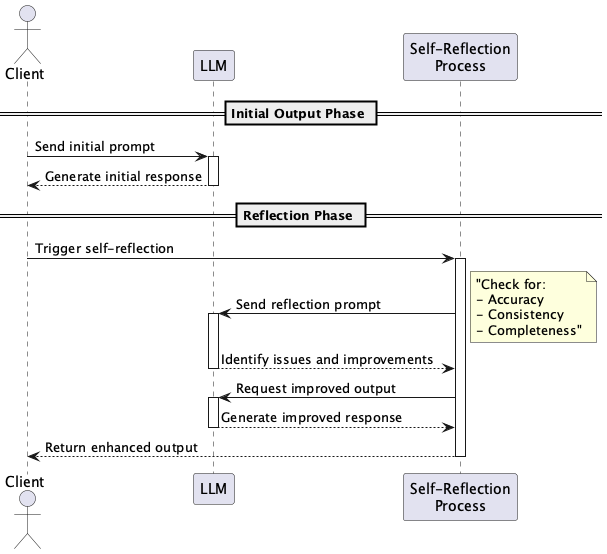 Client
LLM
Self-Reflection
Process
Initial Output Phase
Send initial prompt
Generate initial response
Reflection Phase
Trigger self-reflection
"Check for:
- Accuracy
- Consistency
- Completeness"
Send reflection prompt
Identify issues and improvements
Request improved output
Generate improved response
Return enhanced output
Client
LLM
Self-Reflection
Process